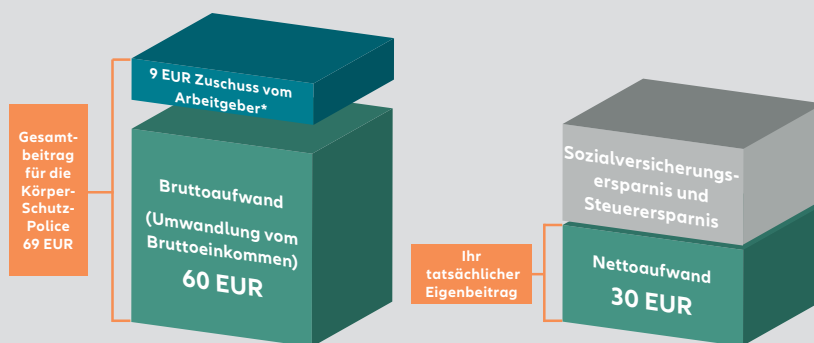 Gesamt-
beitrag
für die
Körper-
Schutz-
Police
69 EUR
9 EUR Zuschuss vom
Arbeitgeber*
Bruttoaufwand
(Umwandlung vom
Bruttoeinkommen)
60 EUR
Ihr
tatsächlicher
Eigenbeitrag
Sozialversicherungs-
ersparnis und
Steuerersparnis
Nettoaufwand
30 EUR